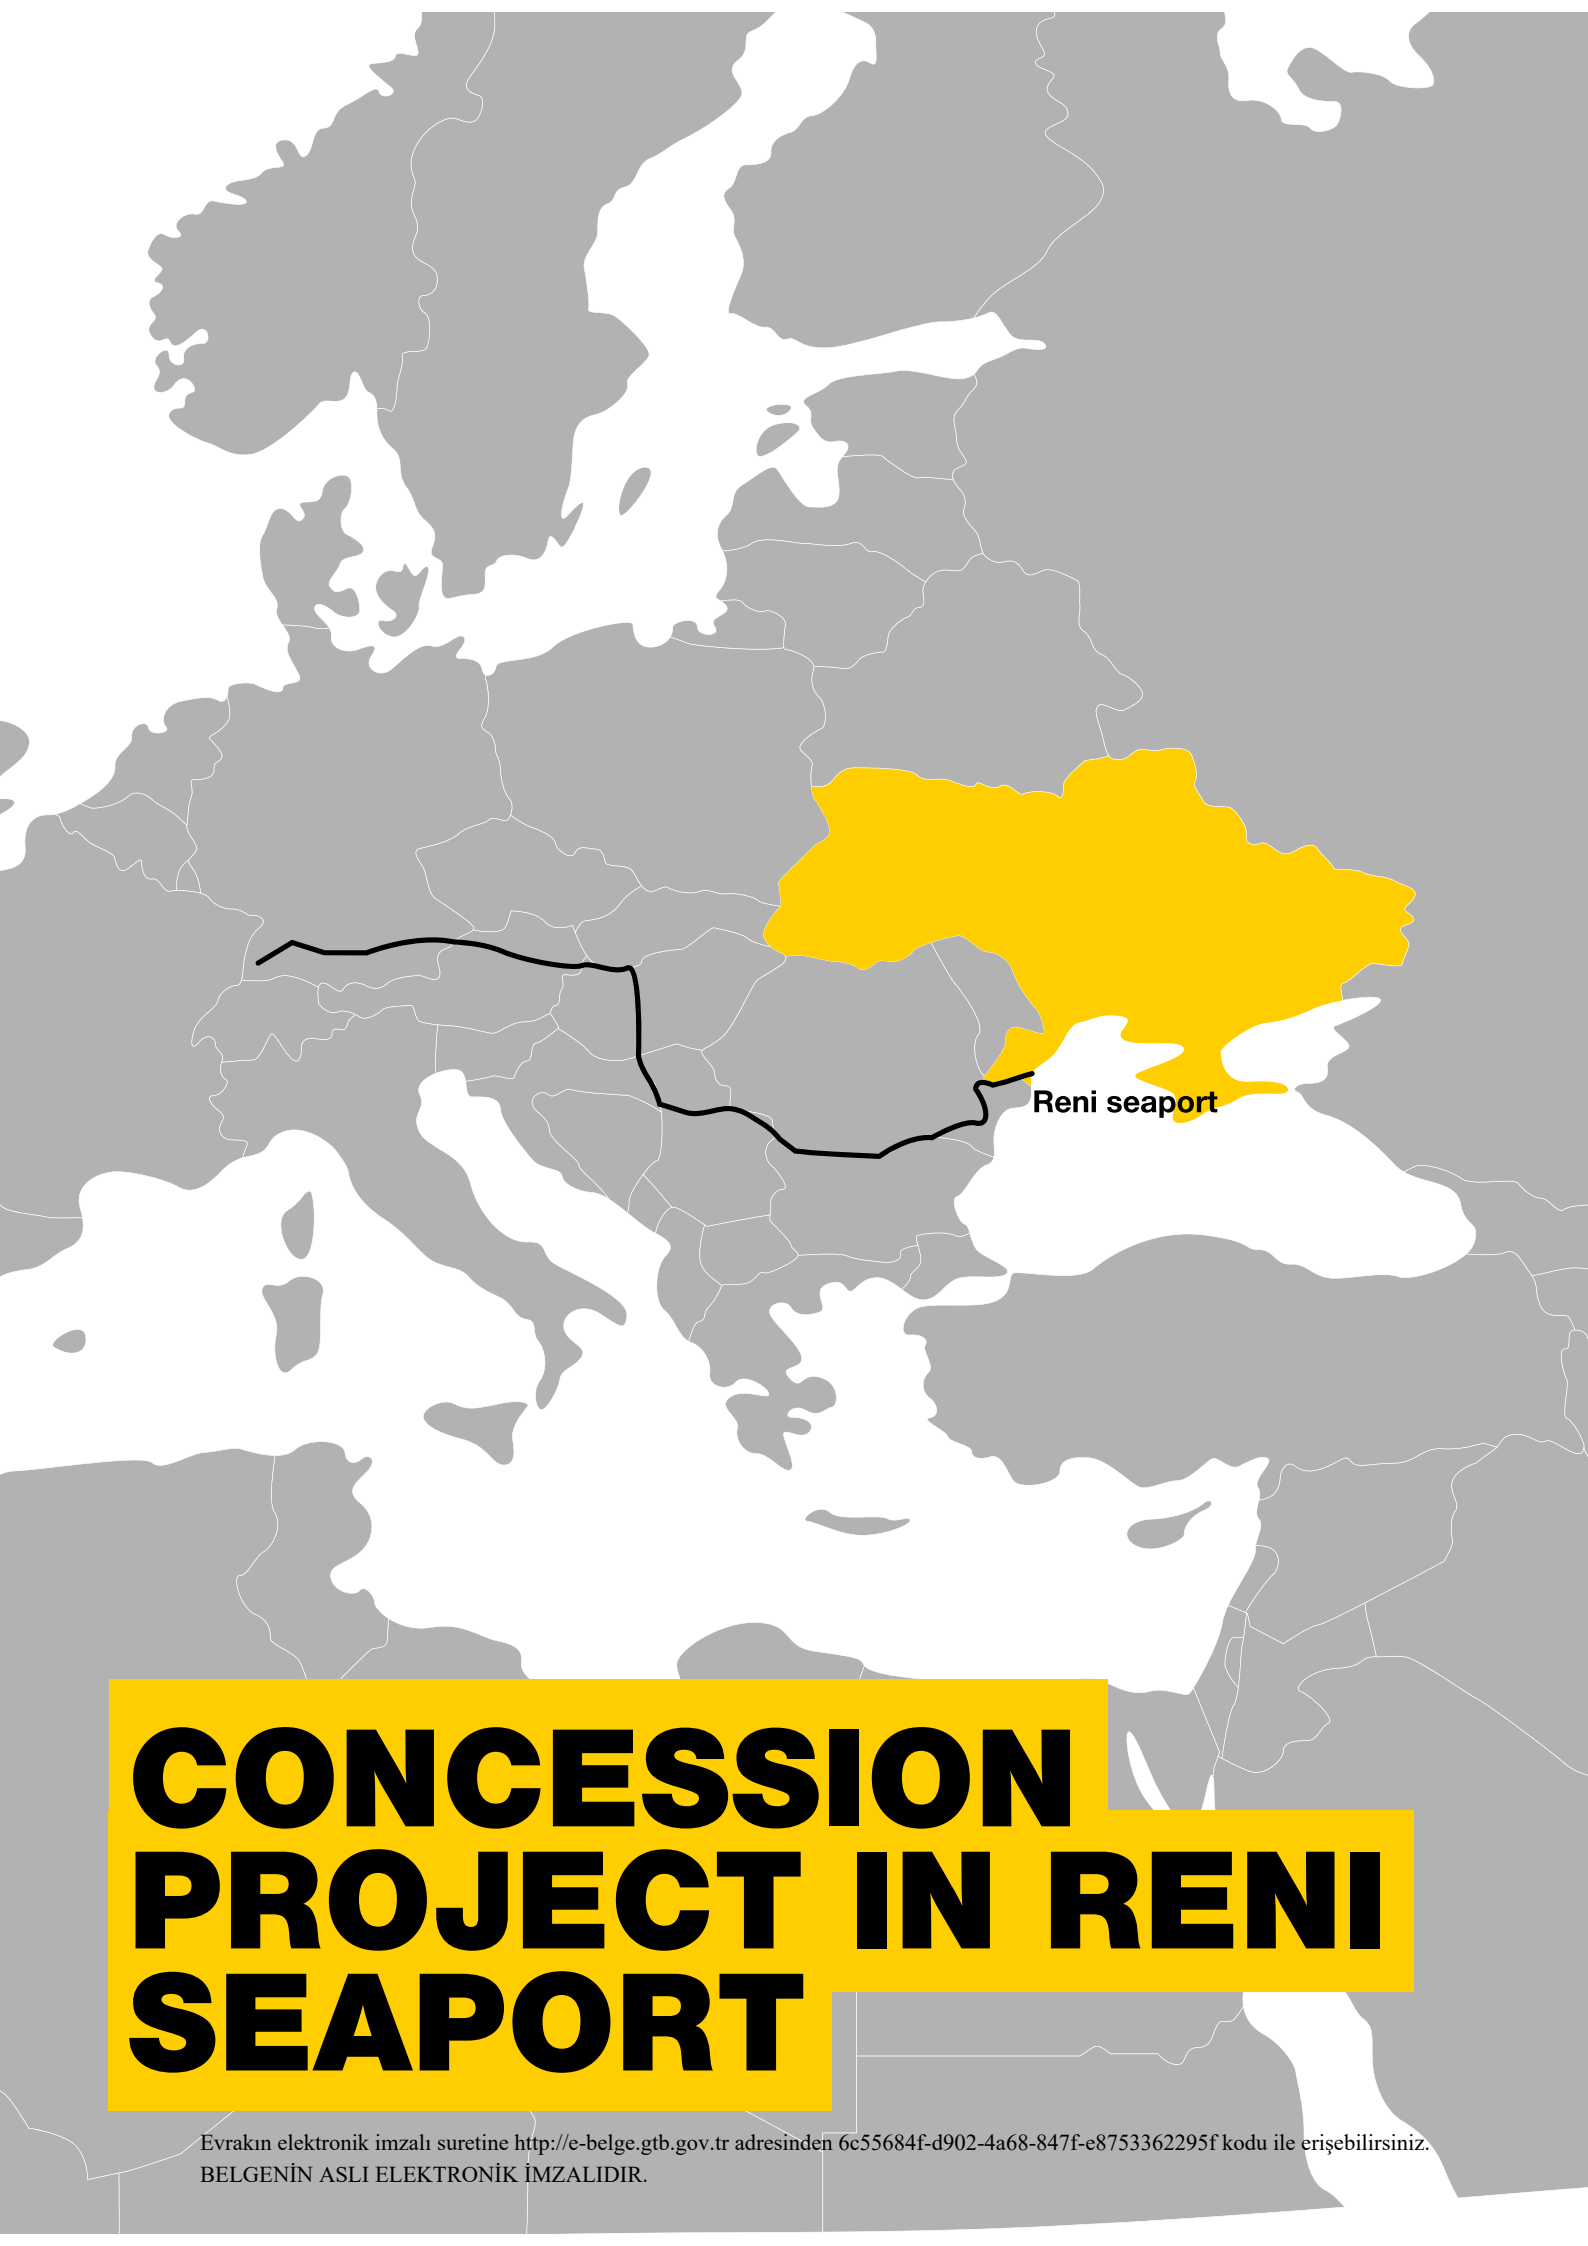 Reni seaport
CONCESSION
PROJECT IN RENI
SEAPORT
Evrakın elektronik imzalı suretine http://e-belge.gtb.gov.tr adresinden 6c55684f-d902-4a68-847f-e8753362295f kodu ile erişebilirsiniz.
BELGENİN ASLI ELEKTRONİK İMZALIDIR.